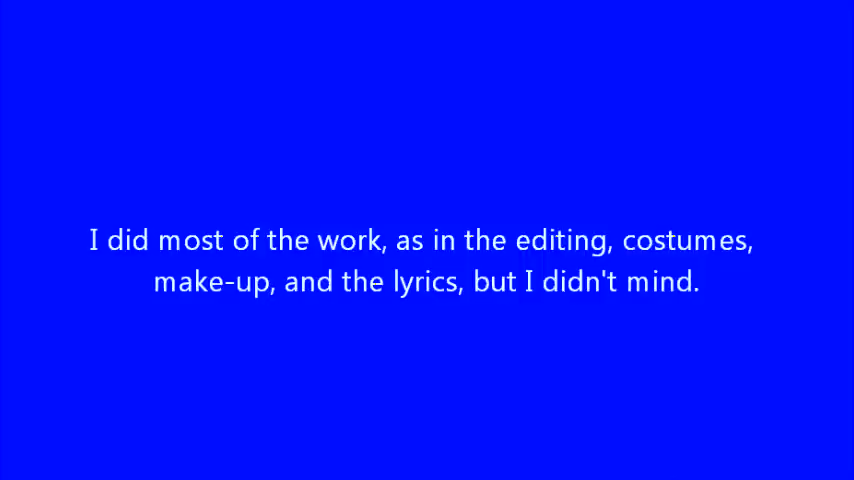 I did most of the work, as in the editing, costumes,
make-up, and the lyrics, but I didn't mind.